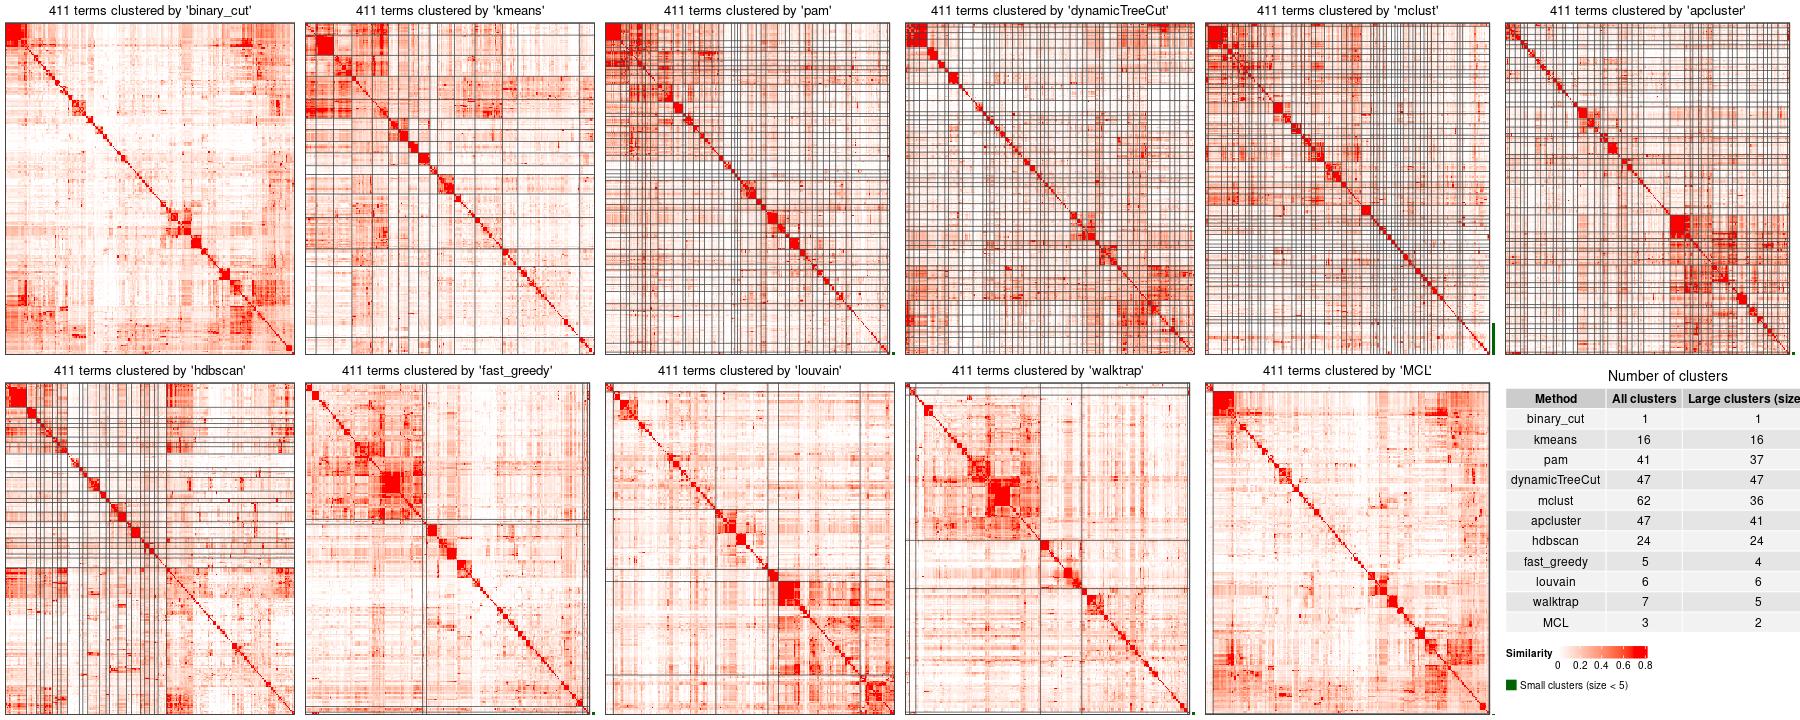 411 terms clustered by 'binary_cut'
411 terms clustered by 'kmeans'
411 terms clustered by 'pam'
411 terms clustered by 'dynamicTreeCut'
411 terms clustered by 'mclust'
411 terms clustered by 'apcluster'
411 terms clustered by 'hdbscan'
411 terms clustered by 'fast_greedy'
411 terms clustered by 'louvain'
411 terms clustered by 'walktrap'
411 terms clustered by 'MCL'
Number of clusters
Method All clusters Large clusters (size
binary_cut 1 1
kmeans 16 16
pam 41 37
dynamicTreeCut 47 47
mclust 62 36
apcluster 47 41
hdbscan 24 24
fast_greedy 5 4
louvain 6 6
walktrap 7 5
MCL 3 2
Similarity
0 0.2 0.4 0.6 0.8
Small clusters (size < 5)